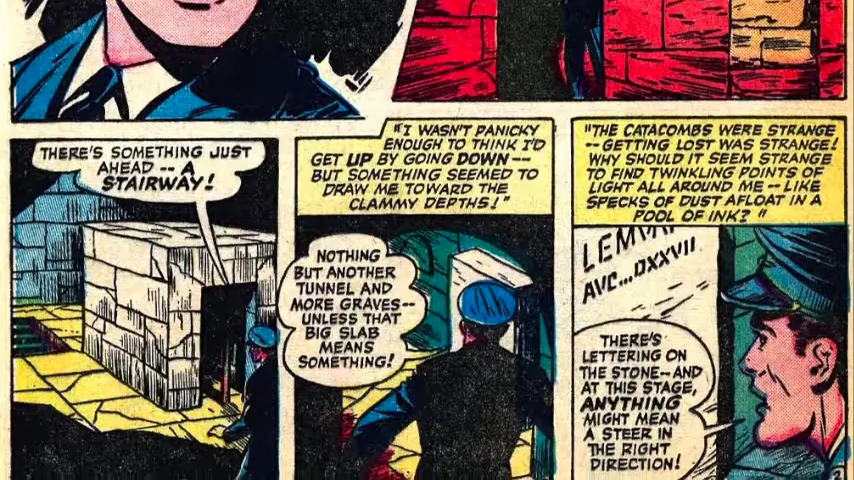 THERE'S SOMETHING JUST
AHEAD -- A
STAIRWAY!
"I WASN'T PANICKY
ENOUGH TO THINK I'D
GET UP BY GOING DOWN --
BUT SOMETHING SEEMED TO
DRAW ME TOWARD THE
CLAMMY DEPTHS!"
NOTHING
BUT ANOTHER
TUNNEL AND
MORE GRAVES--
UNLESS THAT
BIG SLAB
MEANS
SOMETHING!
"THE CATACOMBS WERE STRANGE
-- GETTING LOST WAS STRANGE!
WHY SHOULD IT SEEM STRANGE
TO FIND TWINKLING POINTS OF
LIGHT ALL AROUND ME -- LIKE
SPECKS OF DUST AFLOAT IN A
POOL OF INK? "
AVC...DXXVII
THERE'S
LETTERING ON
THE STONE--AND
AT THIS STAGE,
ANYTHING
MIGHT MEAN
A STEER IN
THE RIGHT
DIRECTION!
2